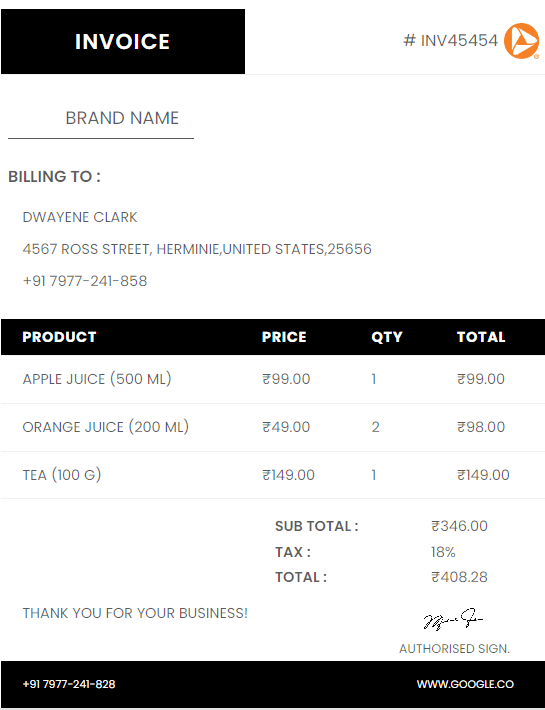 INVOICE
# INV45454
BRAND NAME
BILLING TO :
DWAYENE CLARK
4567 ROSS STREET, HERMINIE,UNITED STATES,25656
+91 7977-241-858
PRODUCT PRICE QTY TOTAL
APPLE JUICE (500 ML) ₹99.00 1 ₹99.00
ORANGE JUICE (200 ML) ₹49.00 2 ₹98.00
TEA (100 G) ₹149.00 1 ₹149.00
SUB TOTAL : ₹346.00
TAX : 18%
TOTAL : ₹408.28
THANK YOU FOR YOUR BUSINESS!
AUTHORISED SIGN.
+91 7977-241-828 WWW.GOOGLE.CO